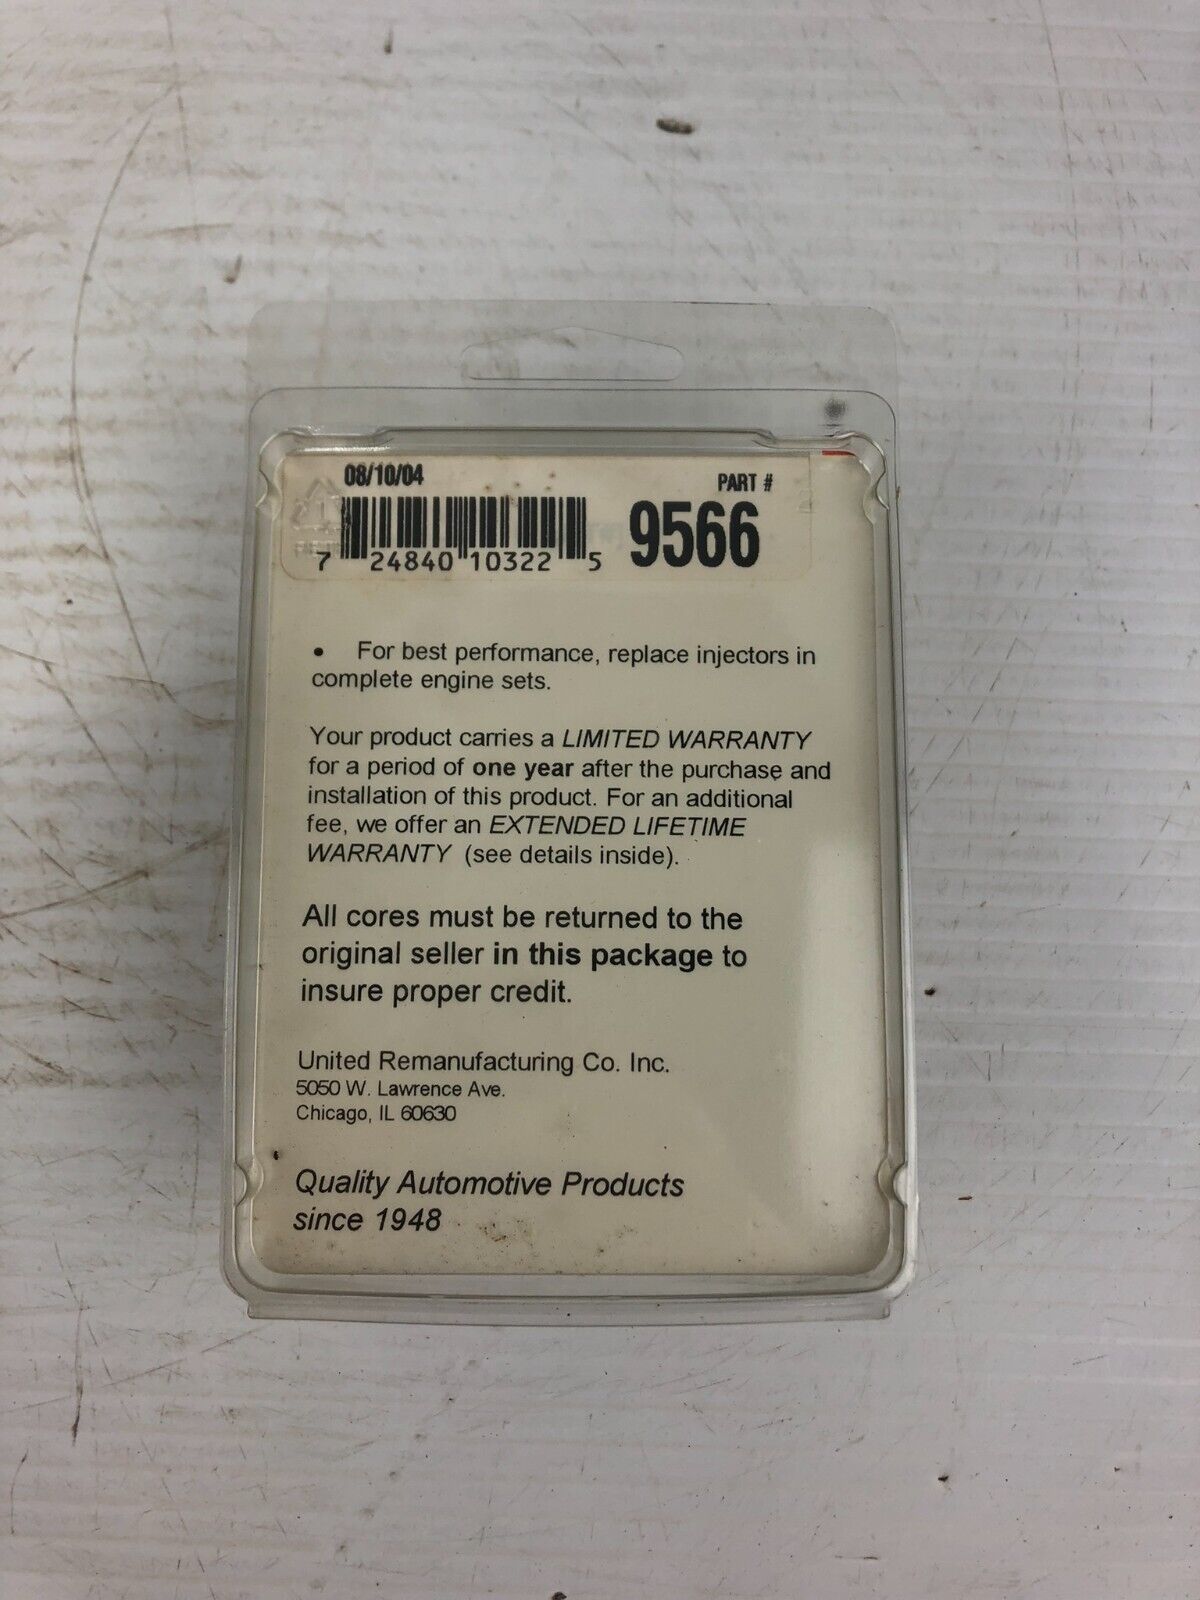 08/10/04
PART #
9566
7 24840 10322 5
• For best performance, replace injectors in
complete engine sets.
Your product carries a LIMITED WARRANTY
for a period of one year after the purchase and
installation of this product. For an additional
fee, we offer an EXTENDED LIFETIME
WARRANTY (see details inside).
All cores must be returned to the
original seller in this package to
insure proper credit.
United Remanufacturing Co. Inc.
5050 W. Lawrence Ave.
Chicago, IL 60630
Quality Automotive Products
since 1948